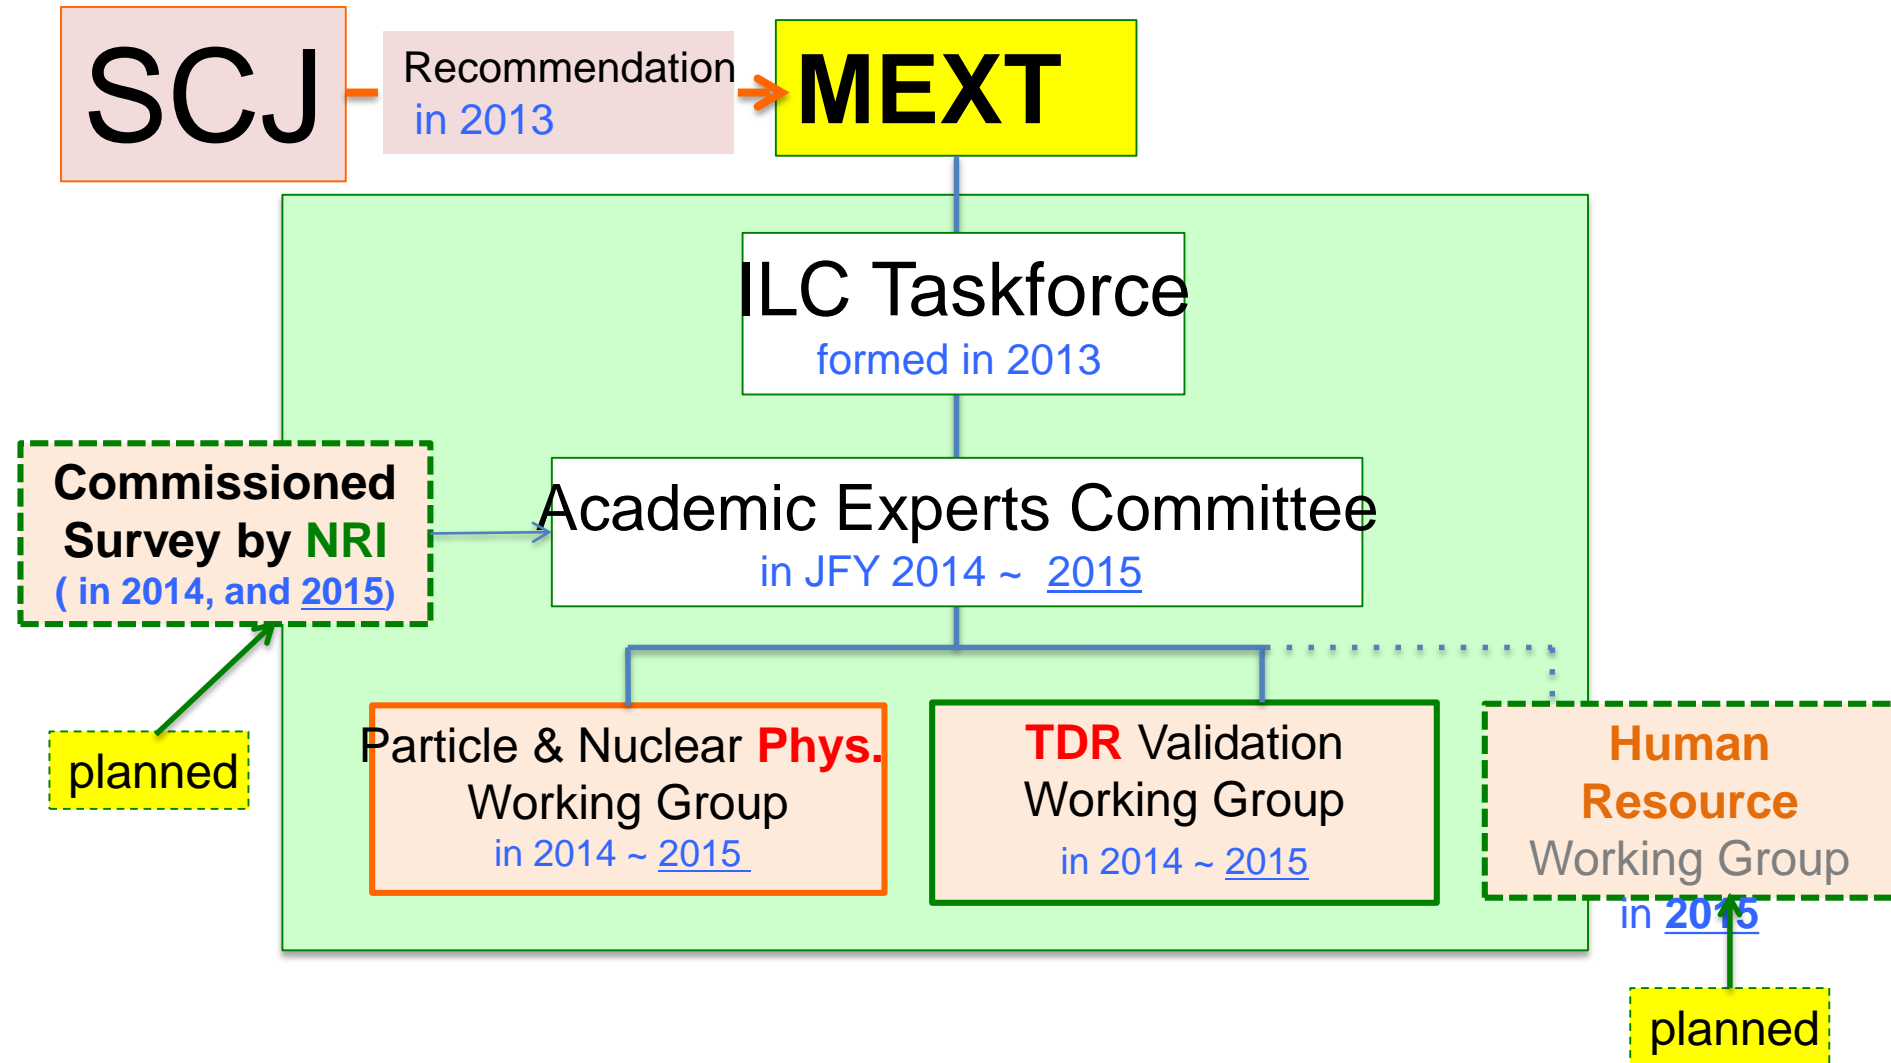 SCJ
Recommendation
in 2013
MEXT
ILC Taskforce
formed in 2013
Commissioned
Survey by NRI
( in 2014, and 2015)
Academic Experts Committee
in JFY 2014 ~ 2015
planned
Particle & Nuclear Phys.
Working Group
in 2014 ~ 2015
TDR Validation
Working Group
in 2014 ~ 2015
Human
Resource
Working Group
in 2015
planned